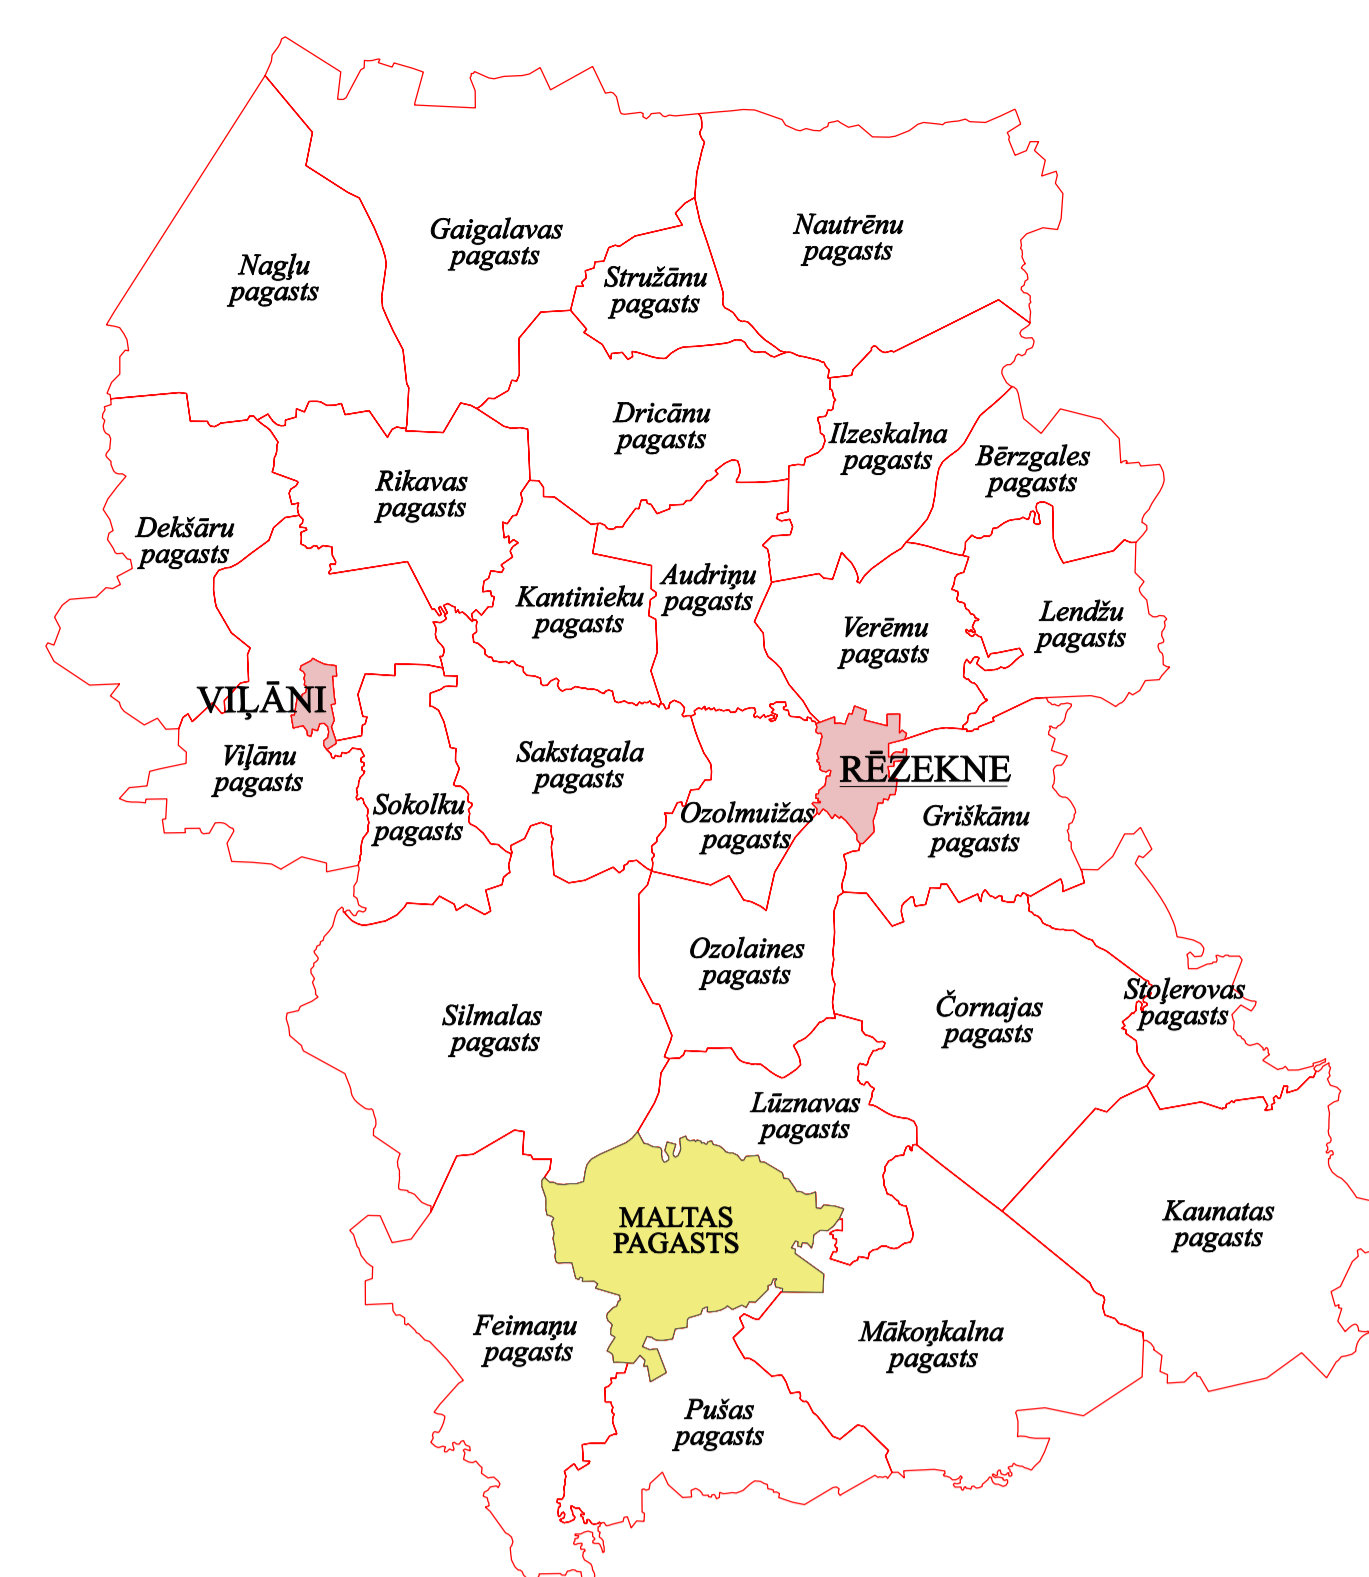 Gaigalavas
pagasts
Nautrēnu
pagasts
Nagļu
pagasts
Stružānu
pagasts
Dricānu
pagasts
Ilzeskalna
pagasts
Bērzgales
pagasts
Rikavas
pagasts
Dekšāru
pagasts
Kantinieku
pagasts
Audriņu
pagasts
Verēmu
pagasts
Lendžu
pagasts
VIĻĀNI
Viļānu
pagasts
Sakstagala
pagasts
RĒZEKNE
Sokolku
pagasts
Ozolmuižas
pagasts
Griškānu
pagasts
Ozolaines
pagasts
Silmalas
pagasts
Čornajas
pagasts
Stoļerovas
pagasts
Lūznavas
pagasts
MALTAS
PAGASTS
Kaunatas
pagasts
Feimaņu
pagasts
Mākoņkalna
pagasts
Pušas
pagasts